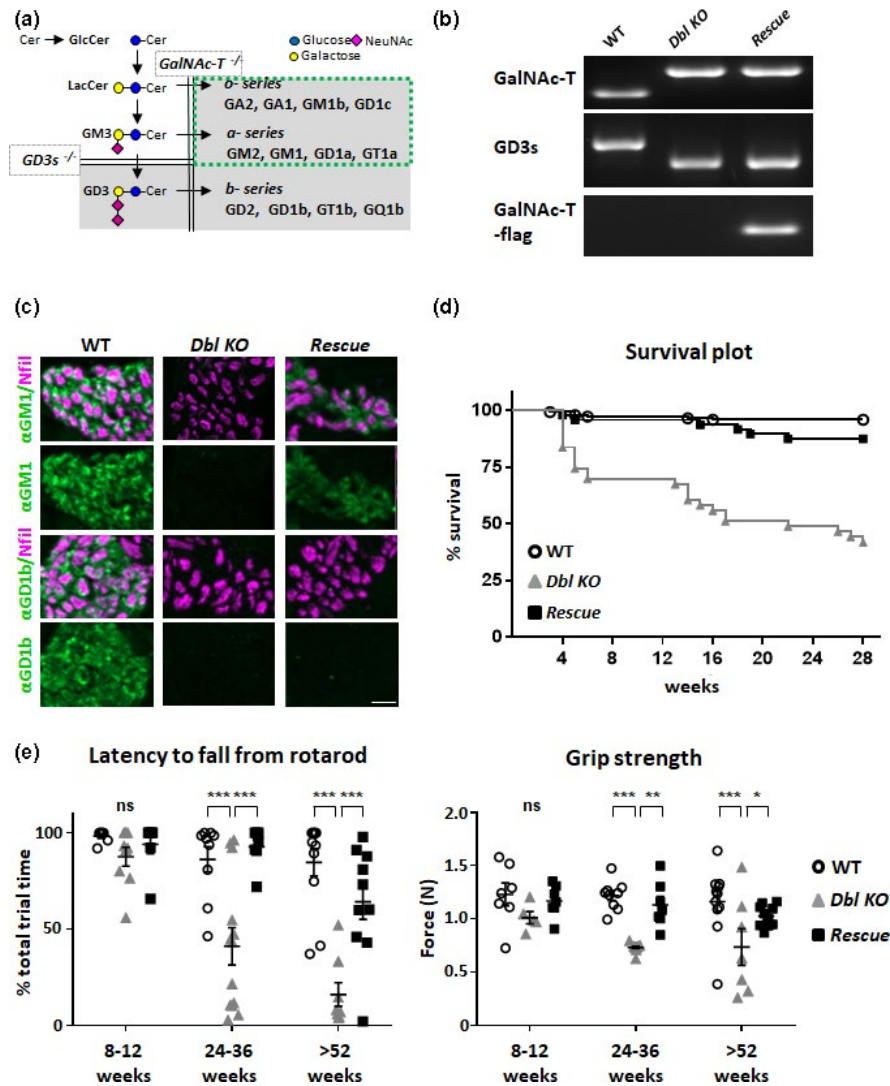 (a)
Cer → GlcCer
Cer
Glucose
NeuNAc
Galactose
GalNAc-T -/-
LacCer
Cer
o- series
GA2, GA1, GM1b, GD1c
GM3
Cer
a- series
GM2, GM1, GD1a, GT1a
GD3s -/-
GD3
Cer
b- series
GD2, GD1b, GT1b, GQ1b
(b)
WT
Dbl KO
Rescue
GalNAc-T
GD3s
GalNAc-T
-flag
(c)
WT
Dbl KO
Rescue
αGM1/Nfil
αGM1
αGD1b/Nfil
αGD1b
(d)
Survival plot
% survival
100
75
50
25
0
WT
Dbl KO
Rescue
4 8 12 16 20 24 28
weeks
(e)
Latency to fall from rotarod
% total trial time
100
50
0
ns
*** ***
*** ***
8-12 weeks
24-36 weeks
>52 weeks
Grip strength
Force (N)
2.0
1.5
1.0
0.5
0
ns
*** **
*** *
WT
Dbl KO
Rescue
8-12 weeks
24-36 weeks
>52 weeks